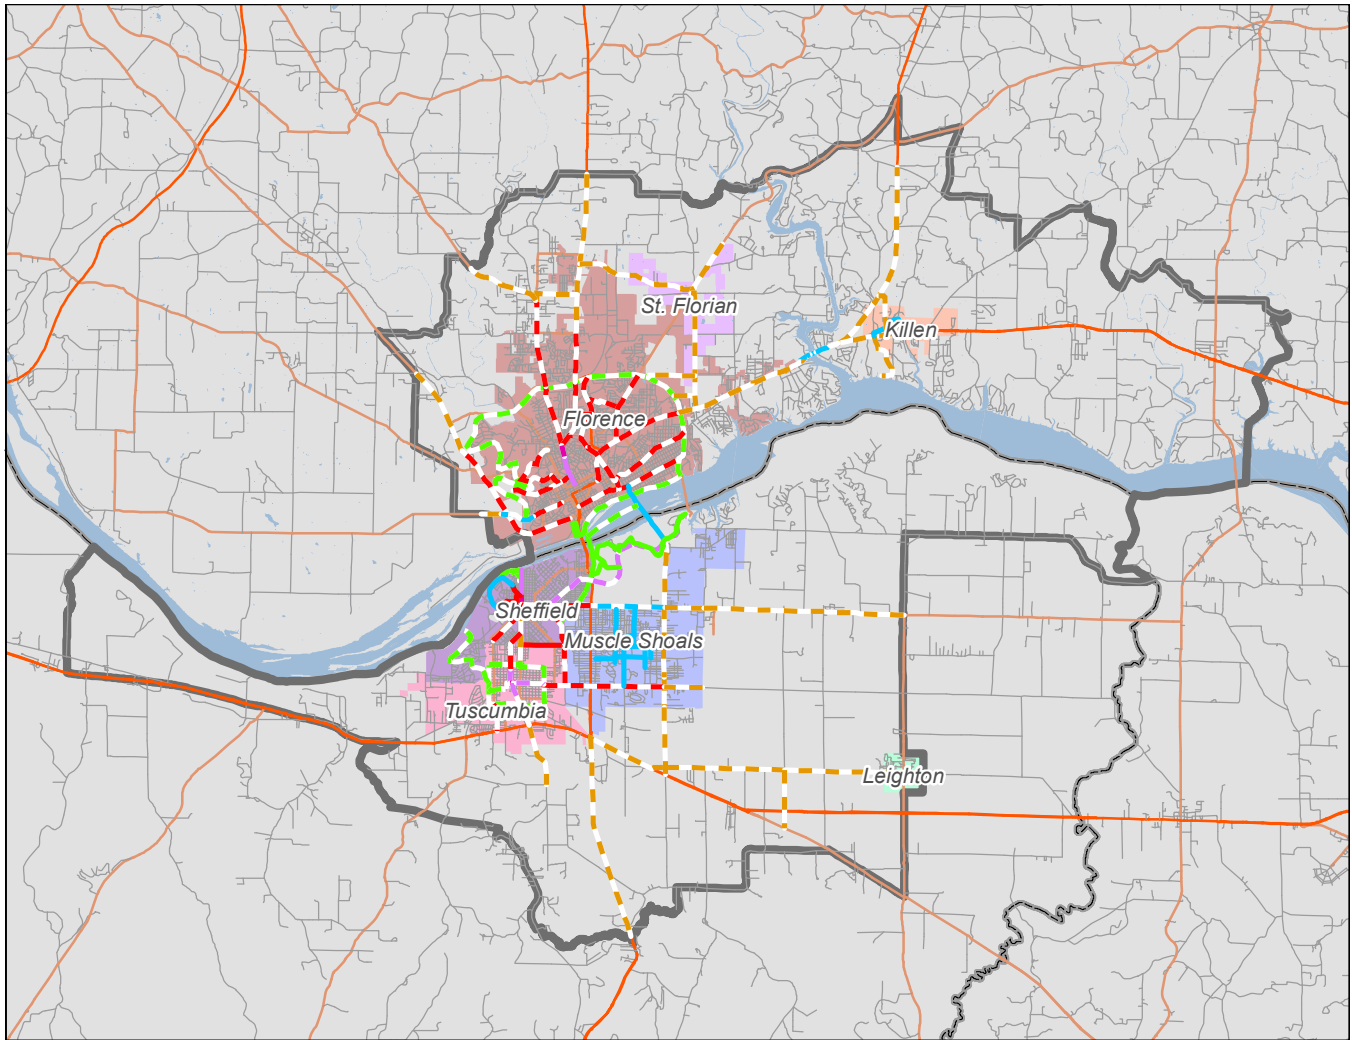 St. Florian
Killen
Florence
Sheffield
Muscle Shoals
Tuscumbia
Leighton